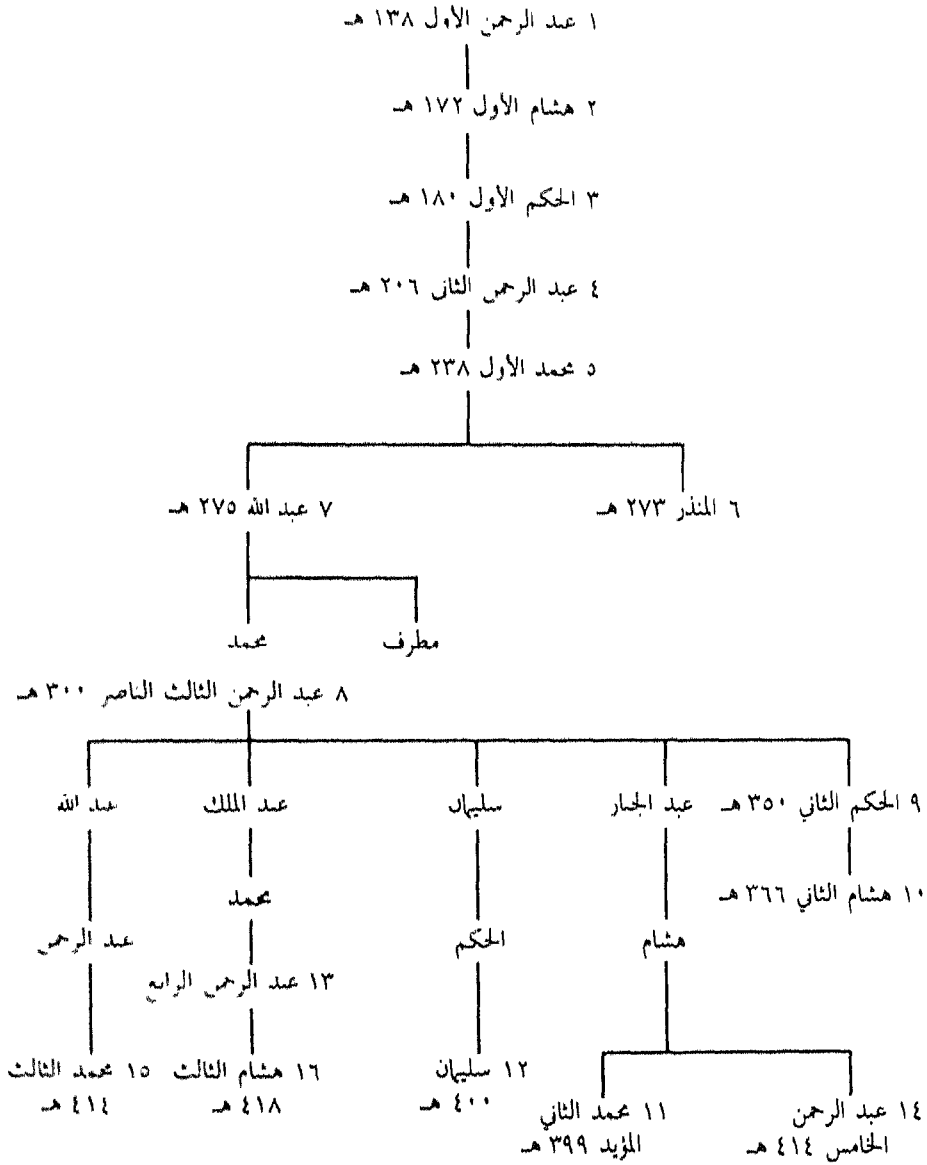 ١ عبد الرحمن الأول ١٣٨ هـ
٢ هشام الأول ١٧٢ هـ
٣ الحكم الأول ١٨٠ هـ
٤ عبد الرحمن الثاني ٢٠٦ هـ
٥ محمد الأول ٢٣٨ هـ
٦ المنذر ٢٧٣ هـ
٧ عبد الله ٢٧٥ هـ
مطرف
محمد
٨ عبد الرحمن الثالث الناصر ٣٠٠ هـ
٩ الحكم الثاني ٣٥٠ هـ
عبد الجبار
سليمان
عبد الملك
عبد الله
١٠ هشام الثاني ٣٦٦ هـ
محمد
هشام
الحكم
عبد الرحمن
١٣ عبد الرحمن الرابع
١٢ سليمان
٤٠٠ هـ
١٦ هشام الثالث
٤١٨ هـ
١٥ محمد الثالث
٤١٤ هـ
١٤ عبد الرحمن
الخامس ٤١٤ هـ
١١ محمد الثاني
المؤيد ٣٩٩ هـ